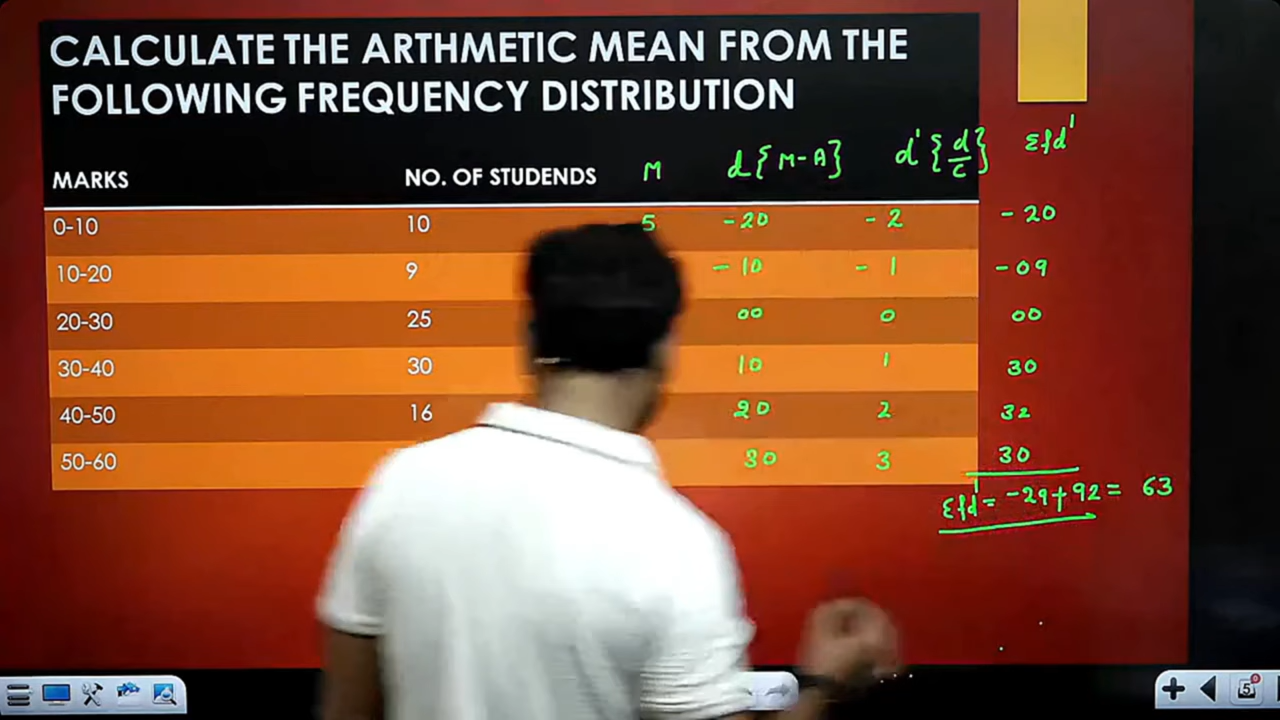 CALCULATE THE ARTHMETIC MEAN FROM THE
FOLLOWING FREQUENCY DISTRIBUTION
MARKS NO. OF STUDENDS M d{M-A} d'{d/c} Σfd'
0-10 10 5 -20 -2 -20
10-20 9 -10 -1 -09
20-30 25 00 0 00
30-40 30 10 1 30
40-50 16 20 2 32
50-60 30 3 30
Σfd' = -29+92 = 63
5